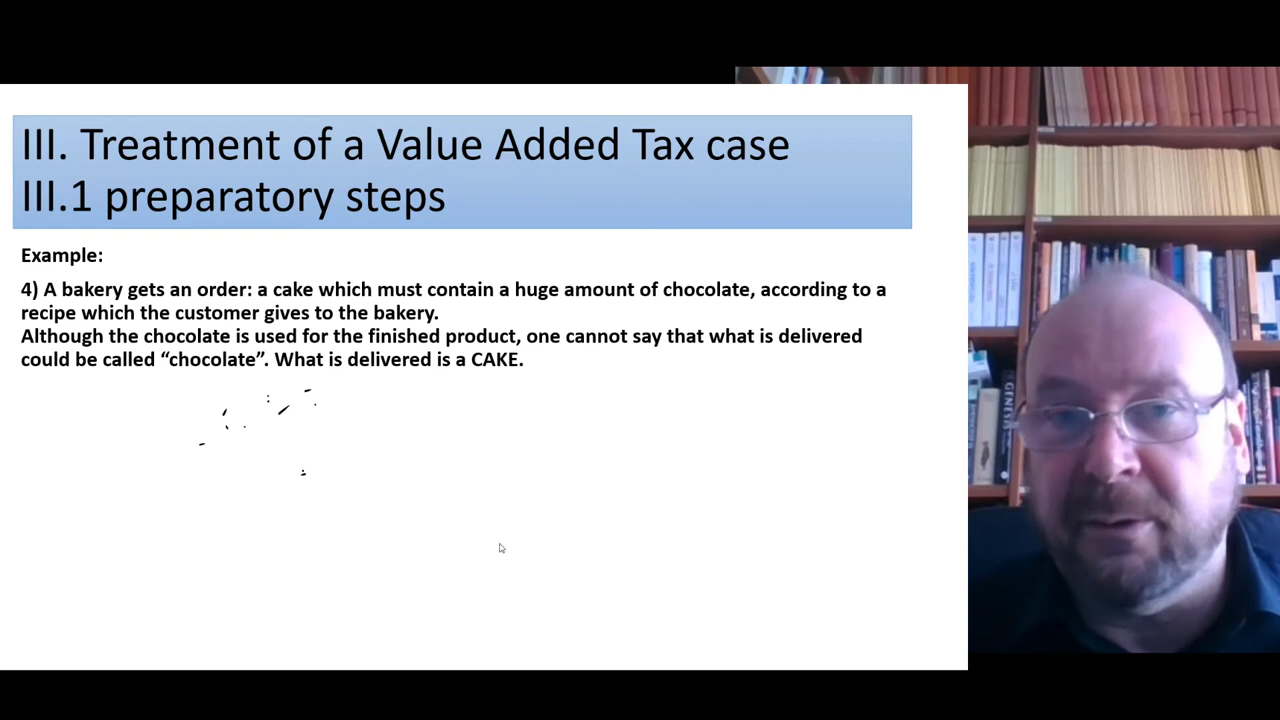 III. Treatment of a Value Added Tax case
III.1 preparatory steps
Example:
4) A bakery gets an order: a cake which must contain a huge amount of chocolate, according to a
recipe which the customer gives to the bakery.
Although the chocolate is used for the finished product, one cannot say that what is delivered
could be called “chocolate”. What is delivered is a CAKE.
GENESIS